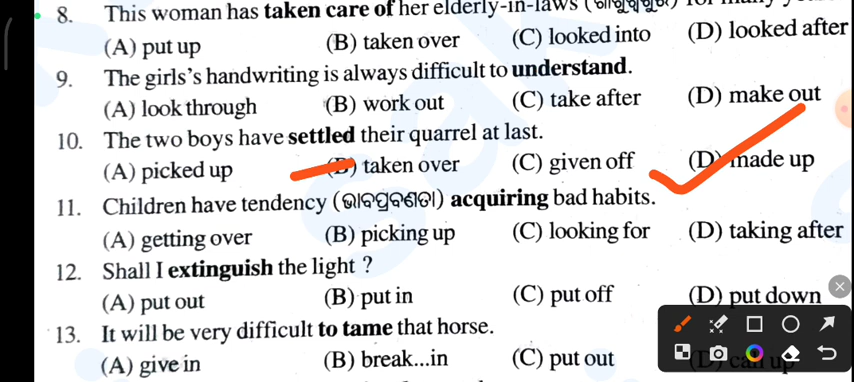 8. This woman has taken care of her elderly-in-laws
(A) put up (B) taken over (C) looked into (D) looked after
9. The girls's handwriting is always difficult to understand.
(A) look through (B) work out (C) take after (D) make out
10. The two boys have settled their quarrel at last.
(A) picked up (B) taken over (C) given off (D) made up
11. Children have tendency (ଭାବପ୍ରବଣତା) acquiring bad habits.
(A) getting over (B) picking up (C) looking for (D) taking after
12. Shall I extinguish the light ?
(A) put out (B) put in (C) put off (D) put down
13. It will be very difficult to tame that horse.
(A) give in (B) break...in (C) put out (D) call up